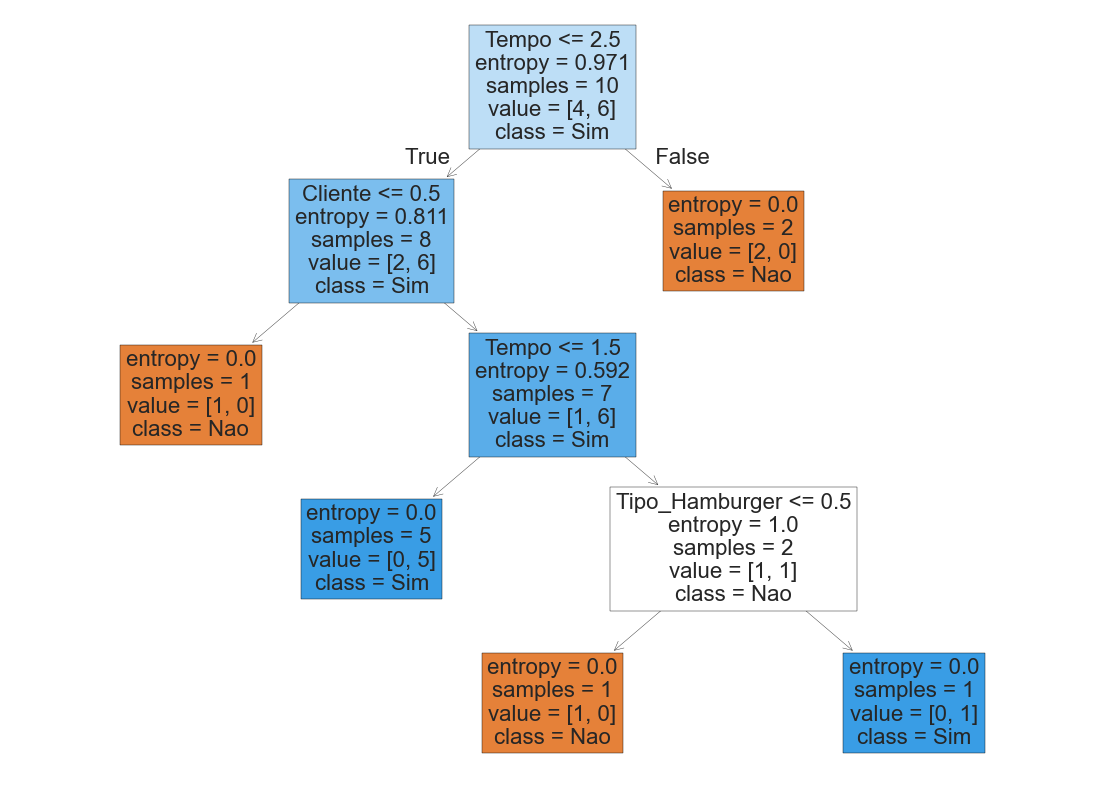 Tempo <= 2.5
entropy = 0.971
samples = 10
value = [4, 6]
class = Sim
True
False
Cliente <= 0.5
entropy = 0.811
samples = 8
value = [2, 6]
class = Sim
entropy = 0.0
samples = 2
value = [2, 0]
class = Nao
entropy = 0.0
samples = 1
value = [1, 0]
class = Nao
Tempo <= 1.5
entropy = 0.592
samples = 7
value = [1, 6]
class = Sim
entropy = 0.0
samples = 5
value = [0, 5]
class = Sim
Tipo_Hamburger <= 0.5
entropy = 1.0
samples = 2
value = [1, 1]
class = Nao
entropy = 0.0
samples = 1
value = [1, 0]
class = Nao
entropy = 0.0
samples = 1
value = [0, 1]
class = Sim